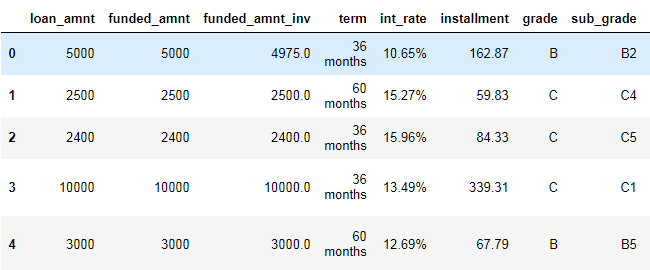 loan_amnt funded_amnt funded_amnt_inv term int_rate installment grade sub_grade
0 5000 5000 4975.0 36 months 10.65% 162.87 B B2
1 2500 2500 2500.0 60 months 15.27% 59.83 C C4
2 2400 2400 2400.0 36 months 15.96% 84.33 C C5
3 10000 10000 10000.0 36 months 13.49% 339.31 C C1
4 3000 3000 3000.0 60 months 12.69% 67.79 B B5